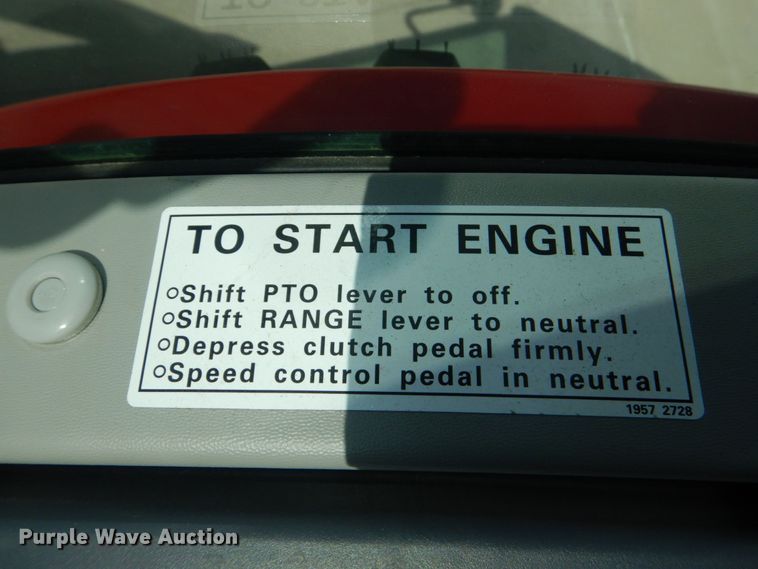 TO START ENGINE
○Shift PTO lever to off.
○Shift RANGE lever to neutral.
○Depress clutch pedal firmly.
○Speed control pedal in neutral.
1957 2728
Purple Wave Auction